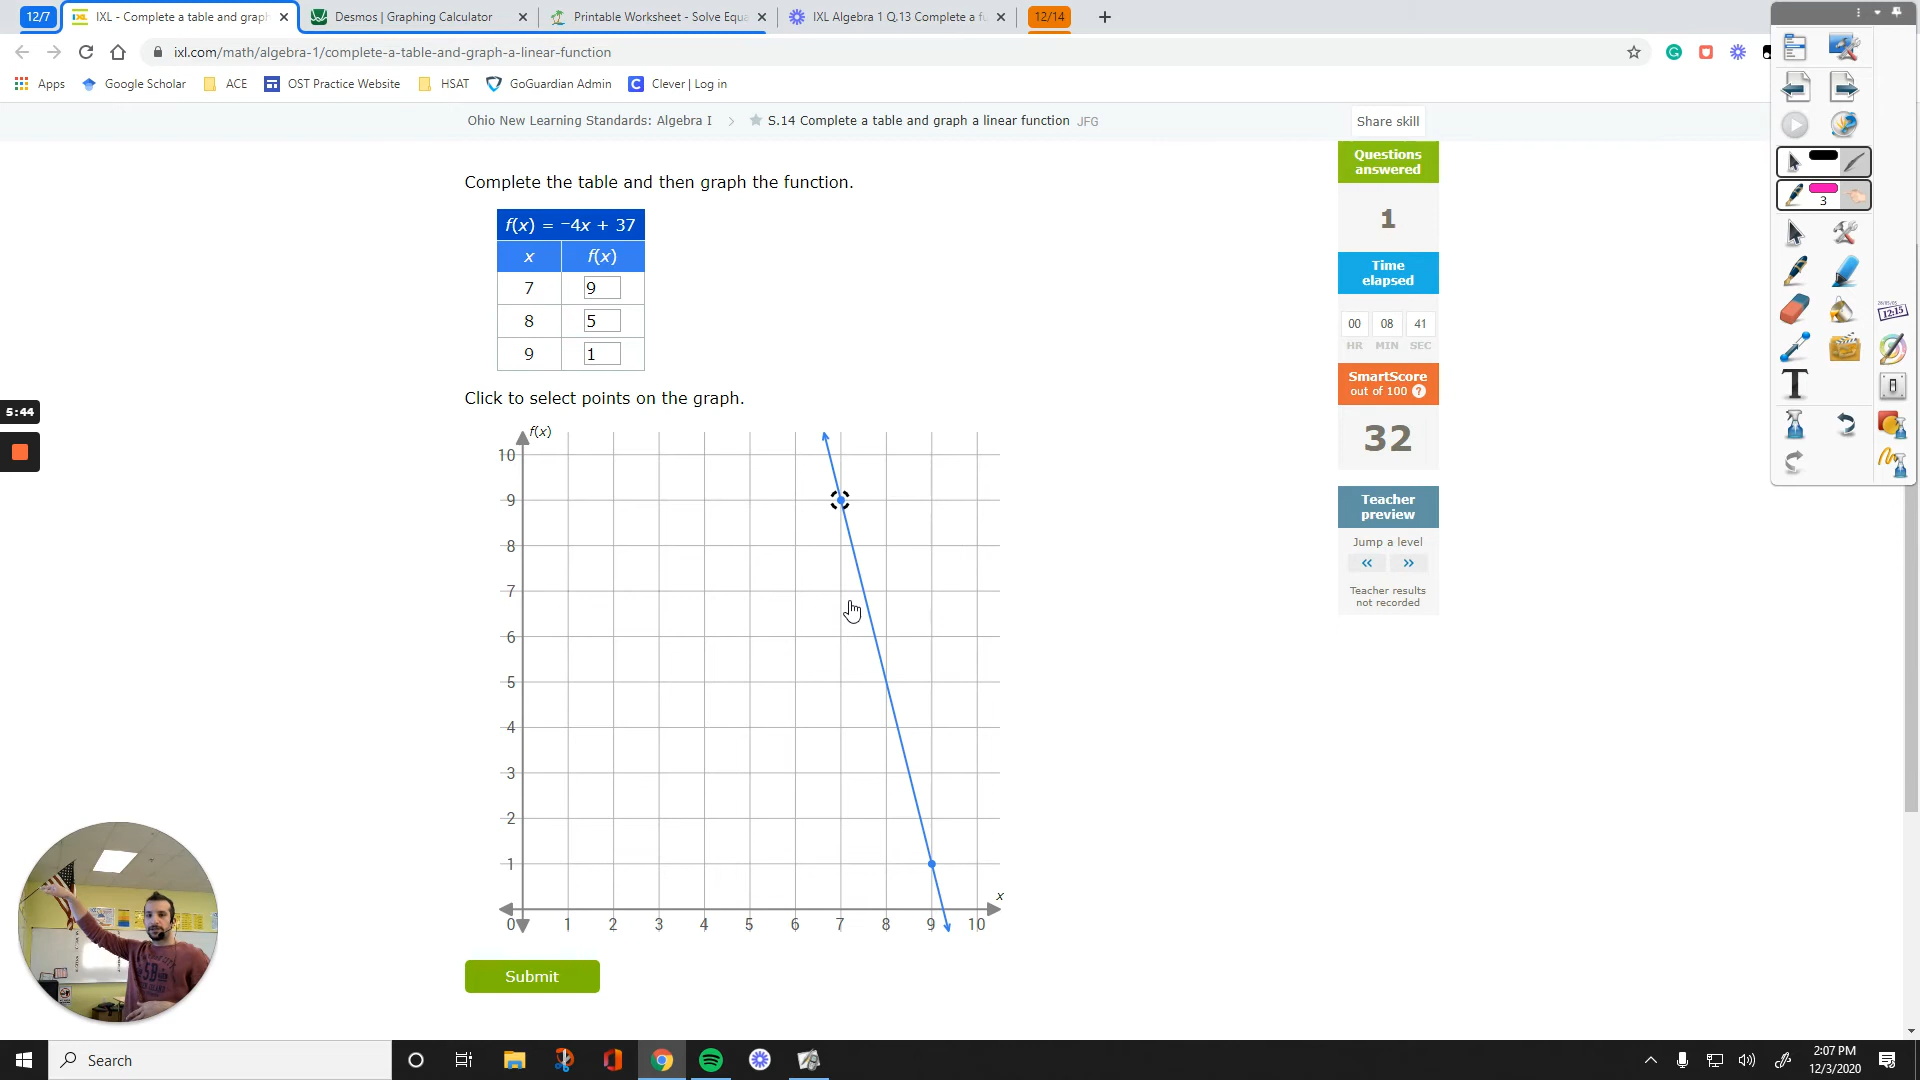 12/7
IXL - Complete a table and graph
Desmos | Graphing Calculator
Printable Worksheet - Solve Equa
IXL Algebra 1 Q.13 Complete a fu
12/14
ixl.com/math/algebra-1/complete-a-table-and-graph-a-linear-function
Apps
Google Scholar
ACE
OST Practice Website
HSAT
GoGuardian Admin
Clever | Log in
Ohio New Learning Standards: Algebra I
S.14 Complete a table and graph a linear function JFG
Share skill
Complete the table and then graph the function.
f(x) = -4x + 37
x f(x)
7 9
8 5
9 1
Click to select points on the graph.
f(x)
10
9
8
7
6
5
4
3
2
1
x
0 1 2 3 4 5 6 7 8 9 10
Submit
Questions
answered
1
Time
elapsed
00 08 41
HR MIN SEC
SmartScore
out of 100 ?
32
Teacher
preview
Jump a level
<< >>
Teacher results
not recorded
5:44
3
12:15
T
Search
2:07 PM
12/3/2020